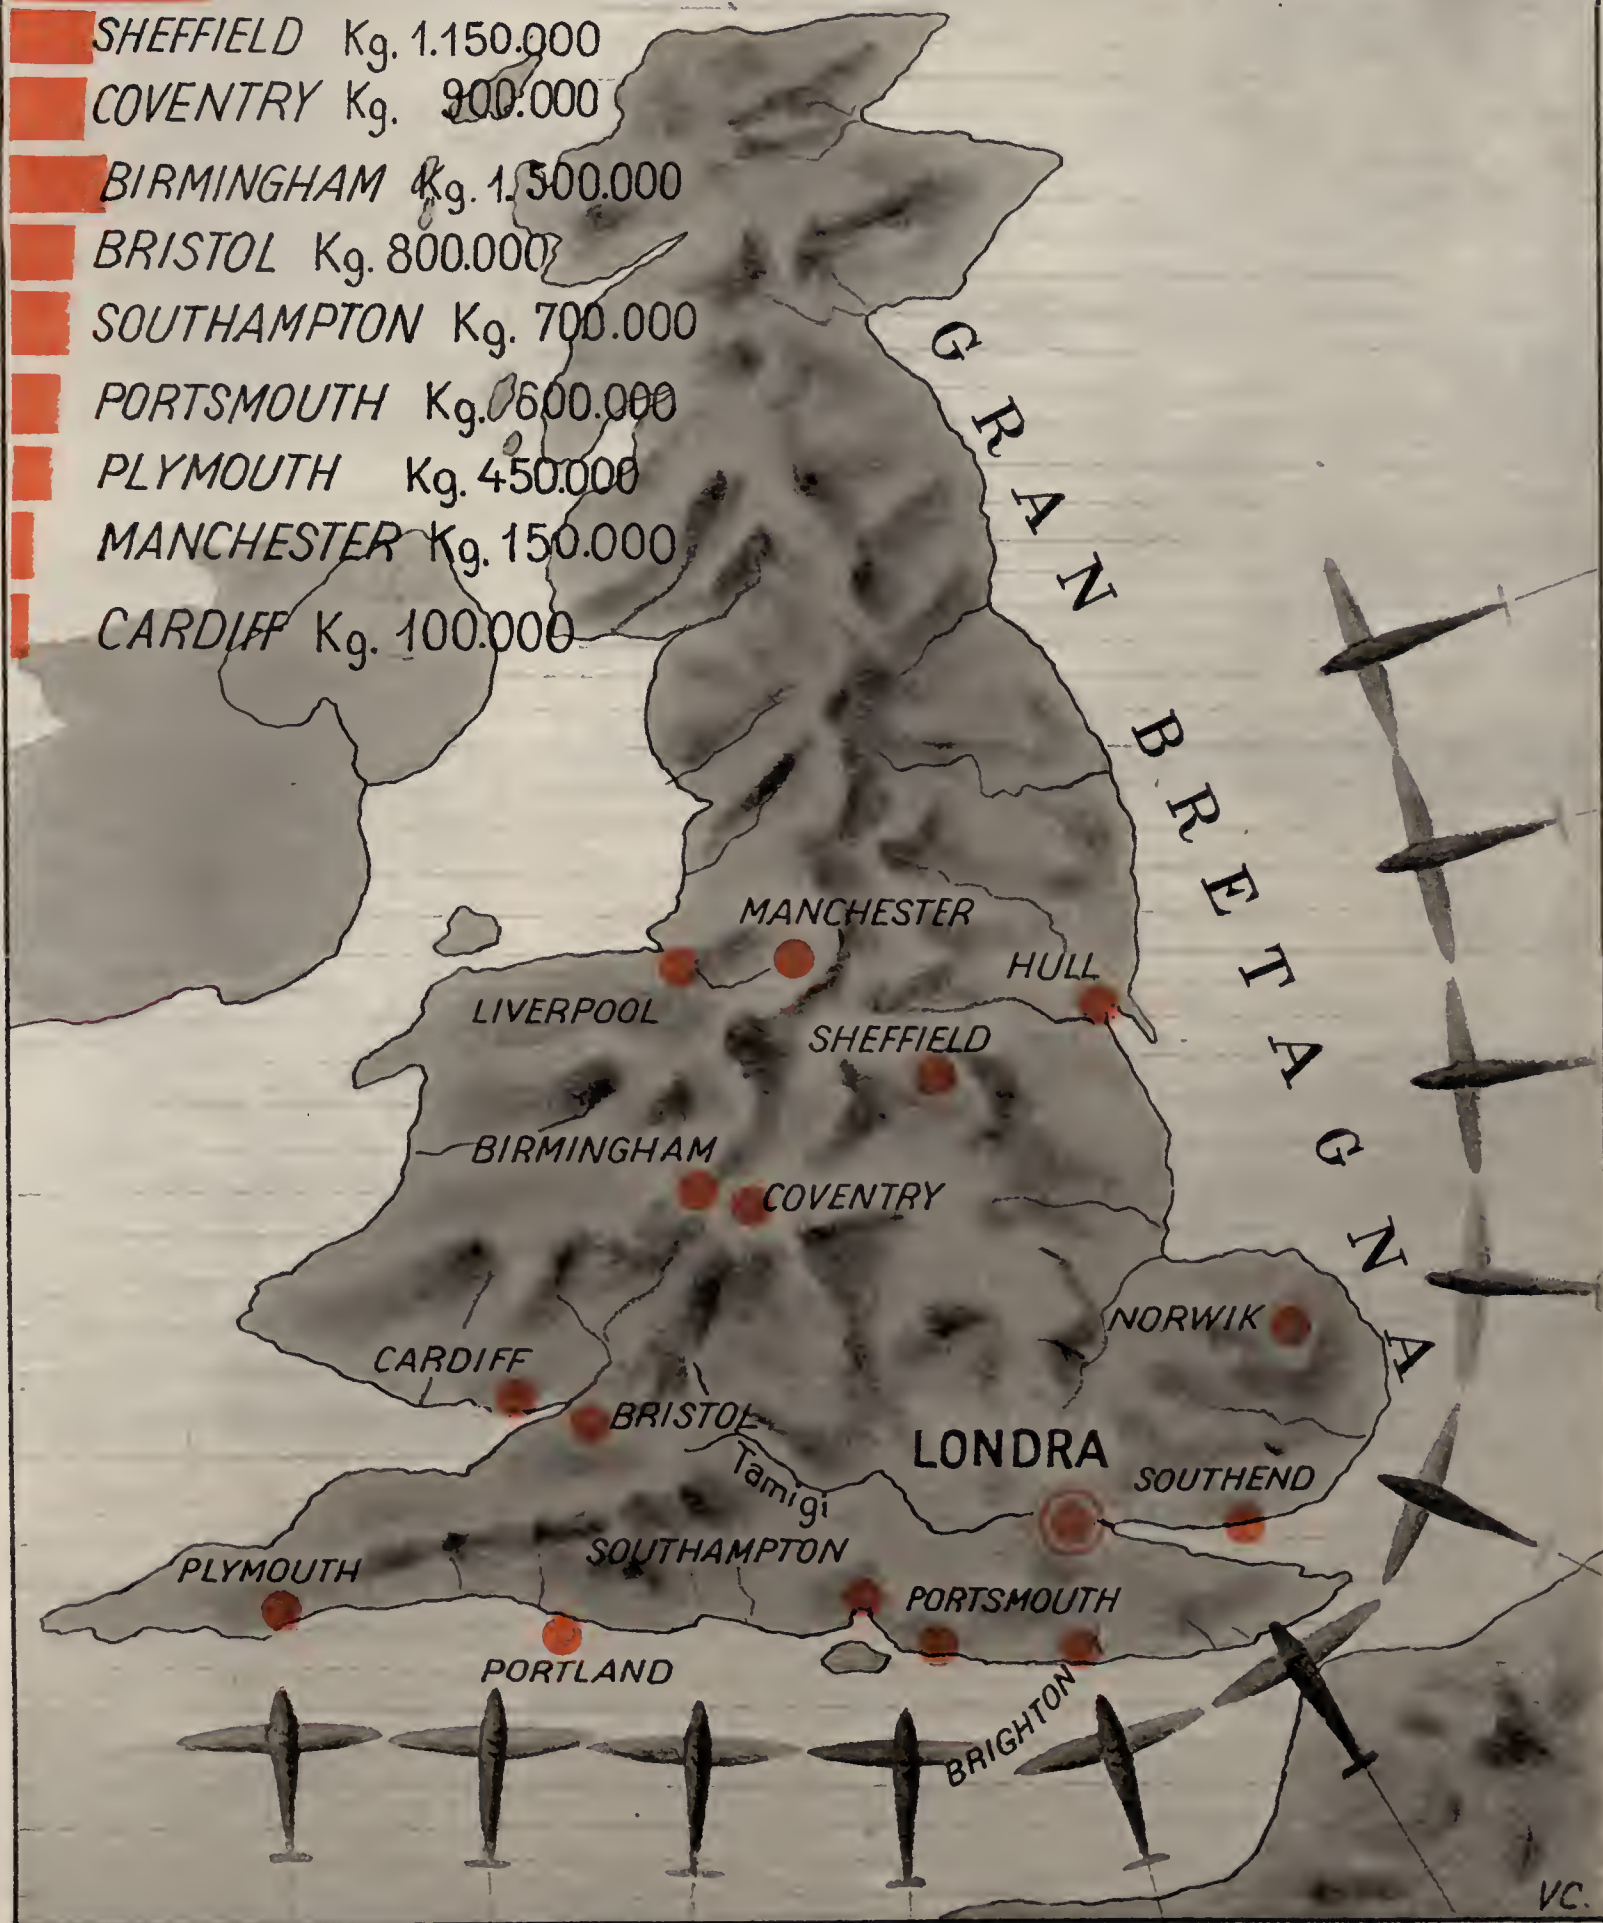 SHEFFIELD Kg. 1.150.000
COVENTRY Kg. 900.000
BIRMINGHAM Kg. 1.500.000
BRISTOL Kg. 800.000
SOUTHAMPTON Kg. 700.000
PORTSMOUTH Kg. 600.000
PLYMOUTH Kg. 450.000
MANCHESTER Kg. 150.000
CARDIFF Kg. 100.000
GRAN BRETAGNA
MANCHESTER
HULL
LIVERPOOL
SHEFFIELD
BIRMINGHAM
COVENTRY
NORWIK
CARDIFF
BRISTOL
LONDRA
Tamigi
SOUTHEND
SOUTHAMPTON
PLYMOUTH
PORTSMOUTH
PORTLAND
BRIGHTON
VC.